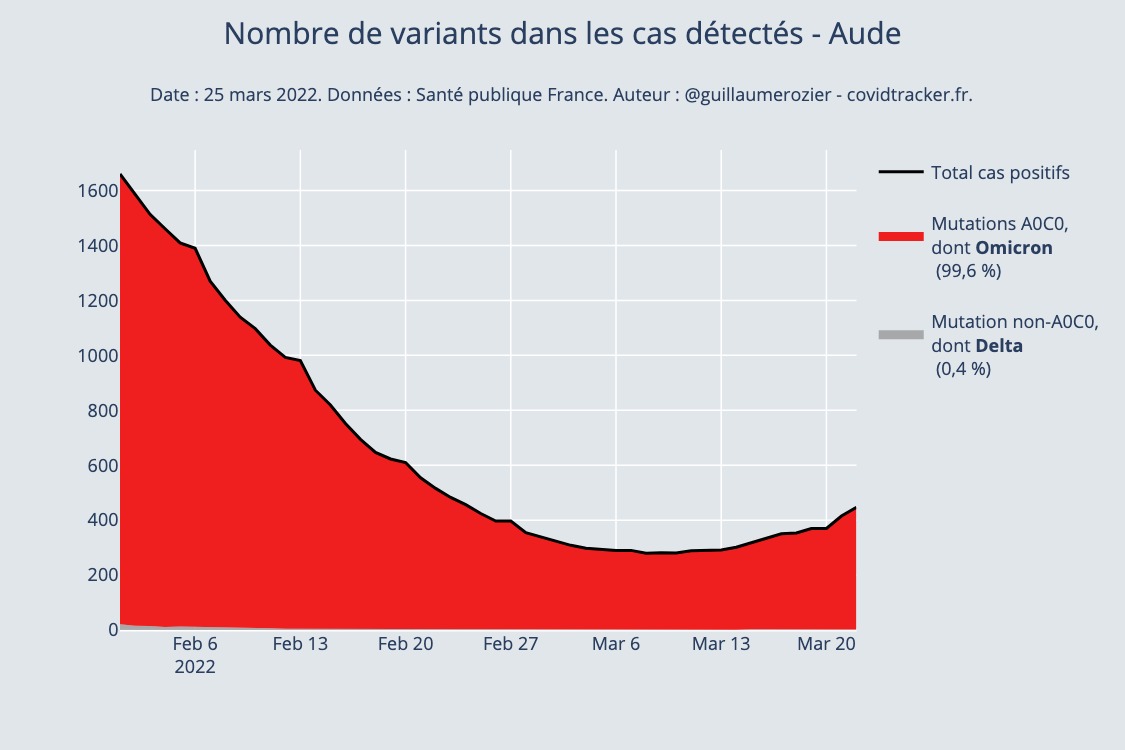 Nombre de variants dans les cas détectés - Aude
Date : 25 mars 2022. Données : Santé publique France. Auteur : @guillaumerozier - covidtracker.fr.
1600
1400
1200
1000
800
600
400
200
0
Feb 6
2022
Feb 13
Feb 20
Feb 27
Mar 6
Mar 13
Mar 20
Total cas positifs
Mutations A0C0,
dont Omicron
(99,6 %)
Mutation non-A0C0,
dont Delta
(0,4 %)